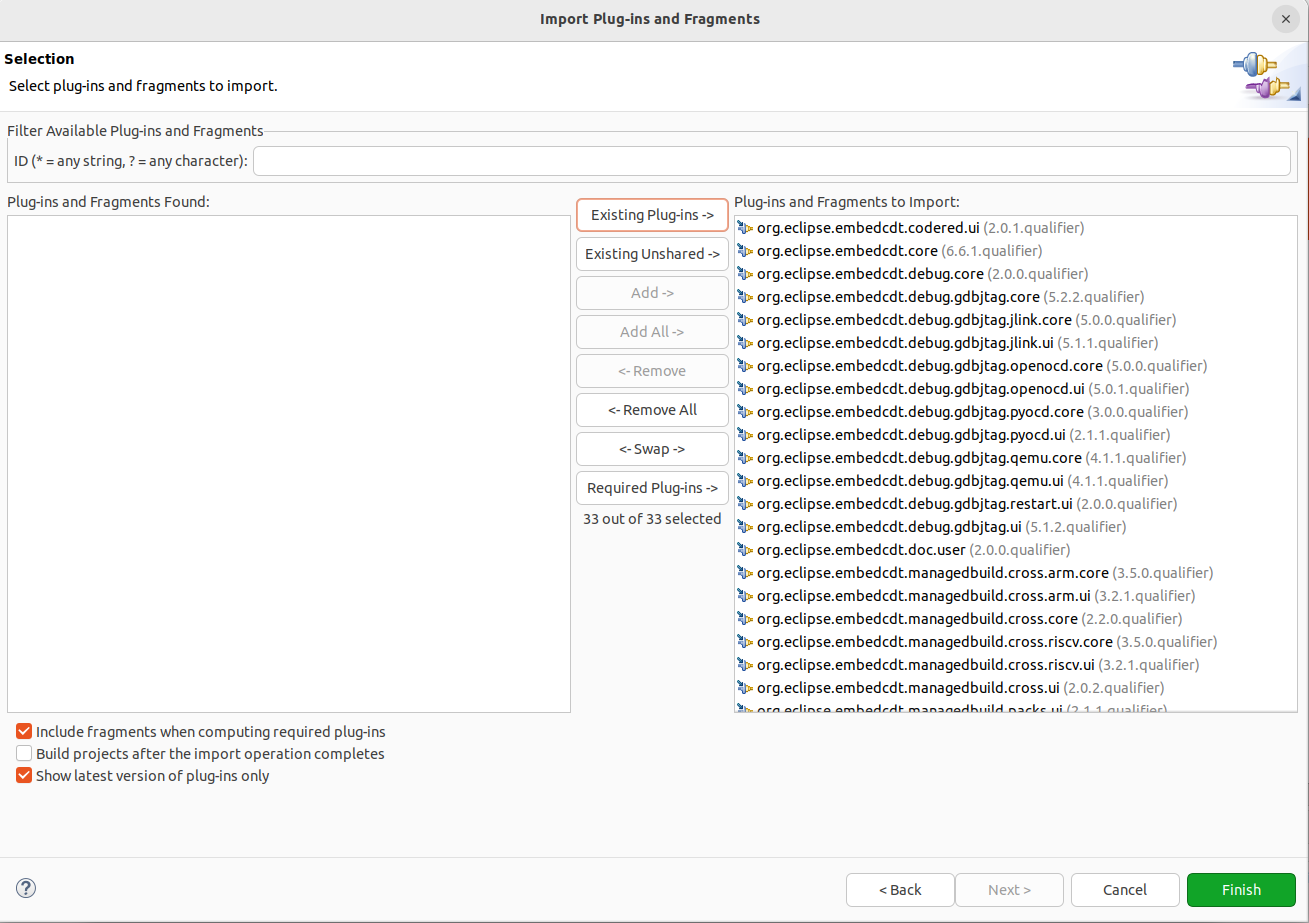 Import Plug-ins and Fragments
Selection
Select plug-ins and fragments to import.
Filter Available Plug-ins and Fragments
ID (* = any string, ? = any character):
Plug-ins and Fragments Found:
Existing Plug-ins ->
Existing Unshared ->
Add ->
Add All ->
<- Remove
<- Remove All
<- Swap ->
Required Plug-ins ->
33 out of 33 selected
Plug-ins and Fragments to Import:
org.eclipse.embedcdt.codered.ui (2.0.1.qualifier)
org.eclipse.embedcdt.core (6.6.1.qualifier)
org.eclipse.embedcdt.debug.core (2.0.0.qualifier)
org.eclipse.embedcdt.debug.gdbjtag.core (5.2.2.qualifier)
org.eclipse.embedcdt.debug.gdbjtag.jlink.core (5.0.0.qualifier)
org.eclipse.embedcdt.debug.gdbjtag.jlink.ui (5.1.1.qualifier)
org.eclipse.embedcdt.debug.gdbjtag.openocd.core (5.0.0.qualifier)
org.eclipse.embedcdt.debug.gdbjtag.openocd.ui (5.0.1.qualifier)
org.eclipse.embedcdt.debug.gdbjtag.pyocd.core (3.0.0.qualifier)
org.eclipse.embedcdt.debug.gdbjtag.pyocd.ui (2.1.1.qualifier)
org.eclipse.embedcdt.debug.gdbjtag.qemu.core (4.1.1.qualifier)
org.eclipse.embedcdt.debug.gdbjtag.qemu.ui (4.1.1.qualifier)
org.eclipse.embedcdt.debug.gdbjtag.restart.ui (2.0.0.qualifier)
org.eclipse.embedcdt.debug.gdbjtag.ui (5.1.2.qualifier)
org.eclipse.embedcdt.doc.user (2.0.0.qualifier)
org.eclipse.embedcdt.managedbuild.cross.arm.core (3.5.0.qualifier)
org.eclipse.embedcdt.managedbuild.cross.arm.ui (3.2.1.qualifier)
org.eclipse.embedcdt.managedbuild.cross.core (2.2.0.qualifier)
org.eclipse.embedcdt.managedbuild.cross.riscv.core (3.5.0.qualifier)
org.eclipse.embedcdt.managedbuild.cross.riscv.ui (3.2.1.qualifier)
org.eclipse.embedcdt.managedbuild.cross.ui (2.0.2.qualifier)
org.eclipse.embedcdt.managedbuild.packs.ui (2.1.1.qualifier)
Include fragments when computing required plug-ins
Build projects after the import operation completes
Show latest version of plug-ins only
?
< Back
Next >
Cancel
Finish